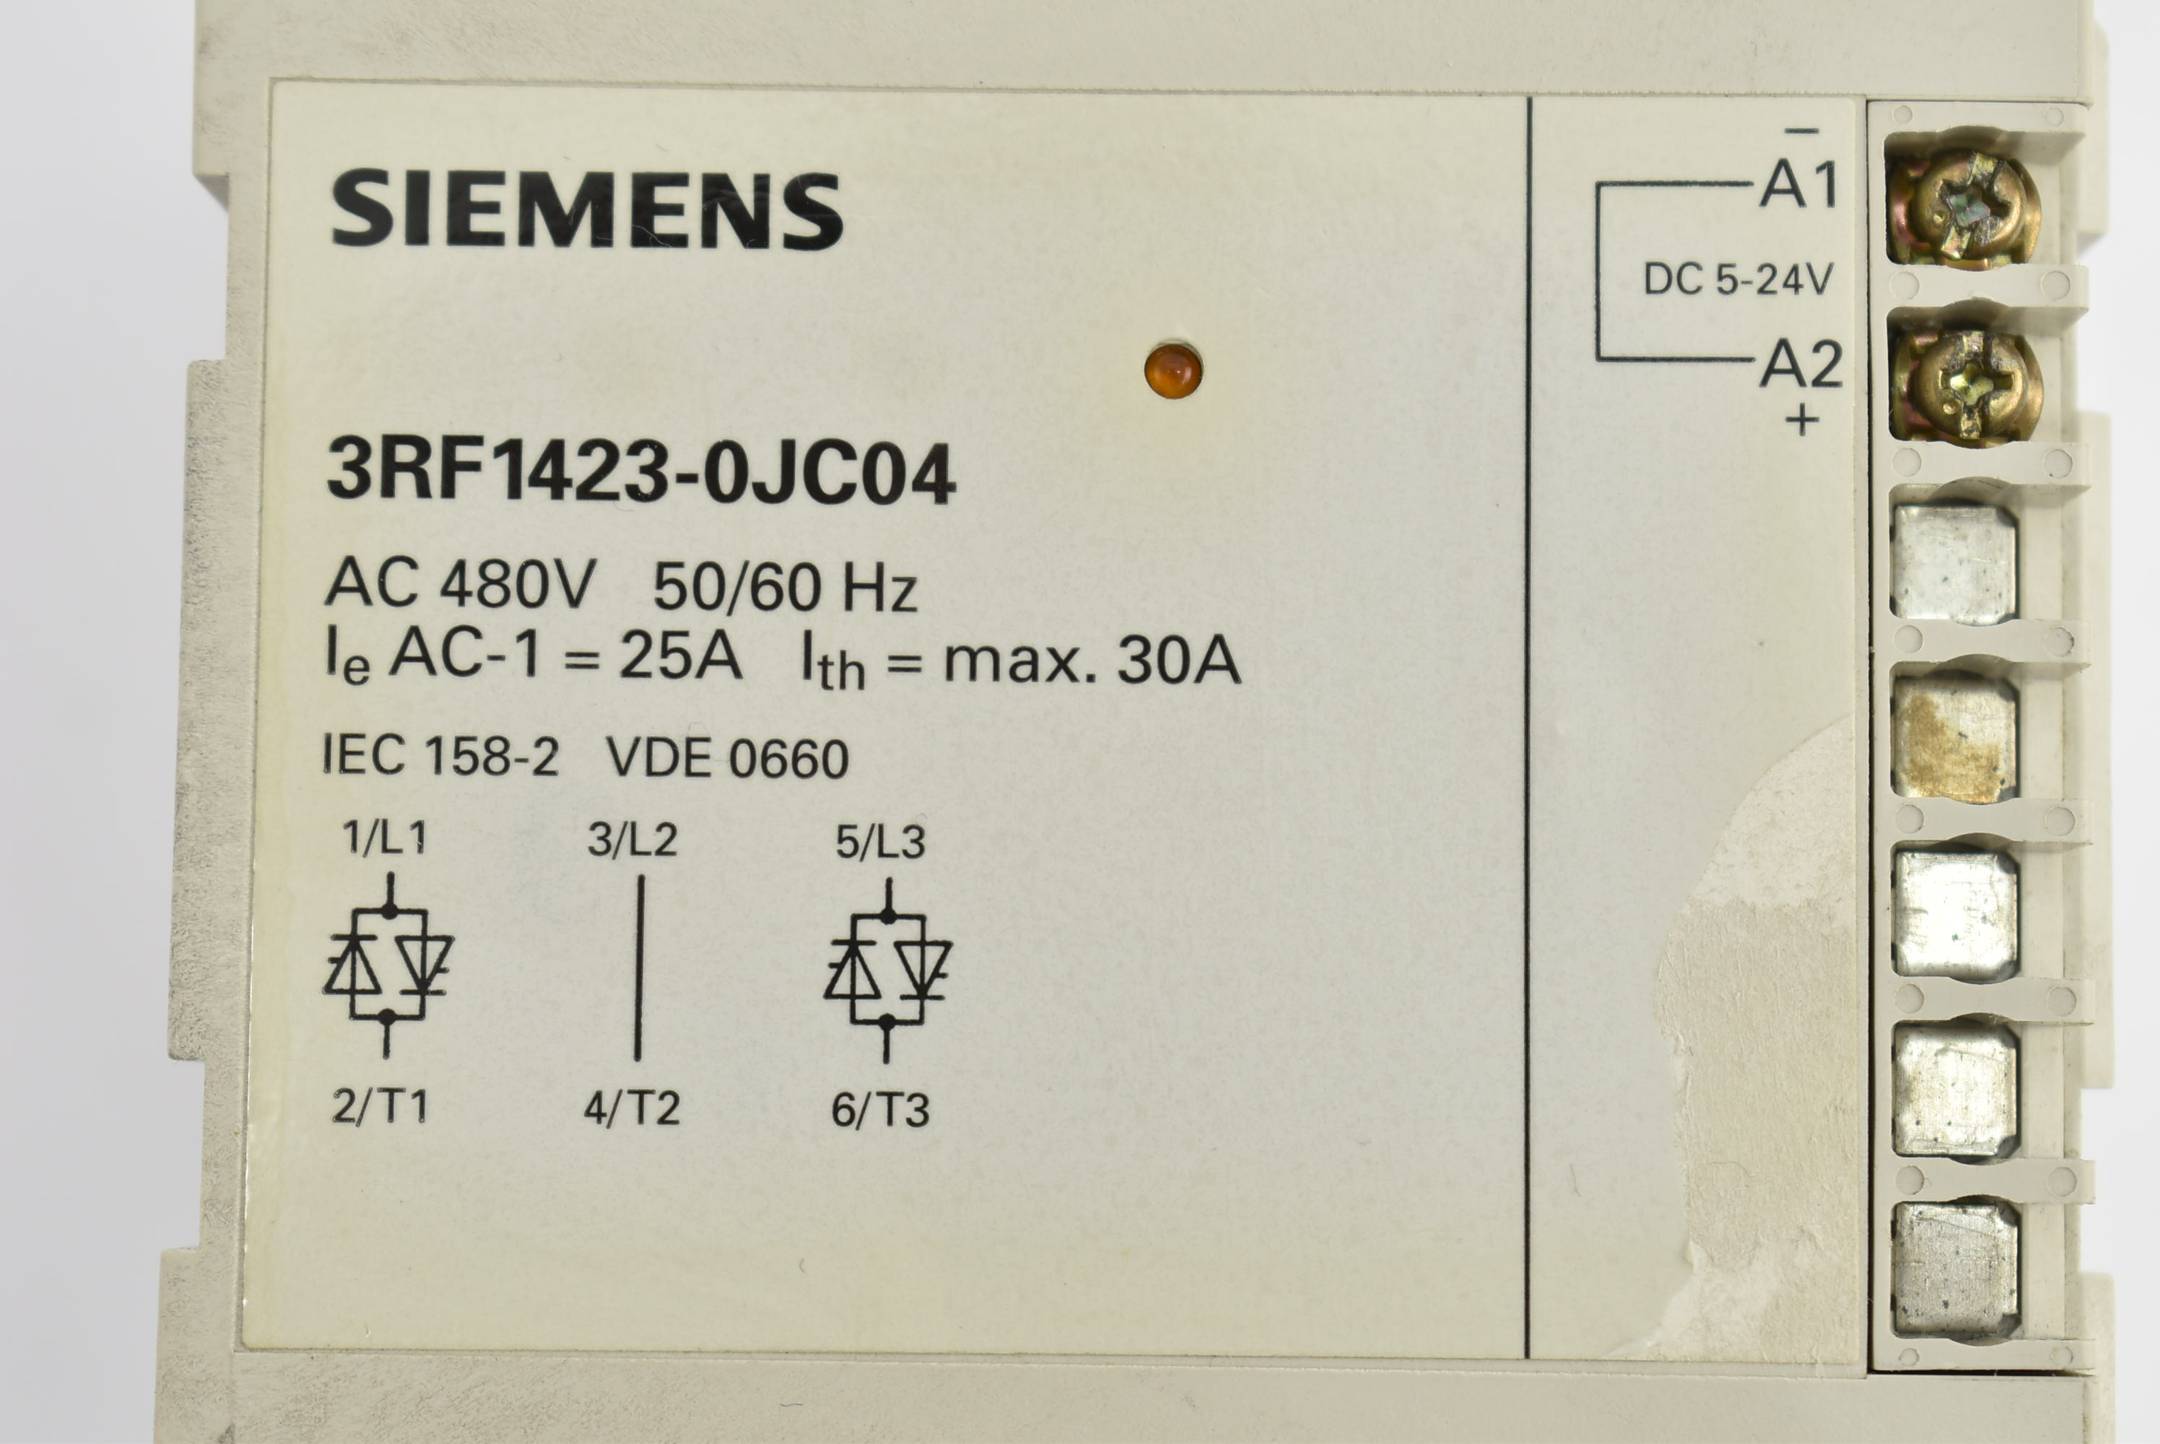 SIEMENS
3RF1423-0JC04
AC 480V 50/60 Hz
Ie AC-1 = 25A Ith = max. 30A
IEC 158-2 VDE 0660
1/L1 3/L2 5/L3
2/T1 4/T2 6/T3
−
A1
DC 5-24V
A2
+